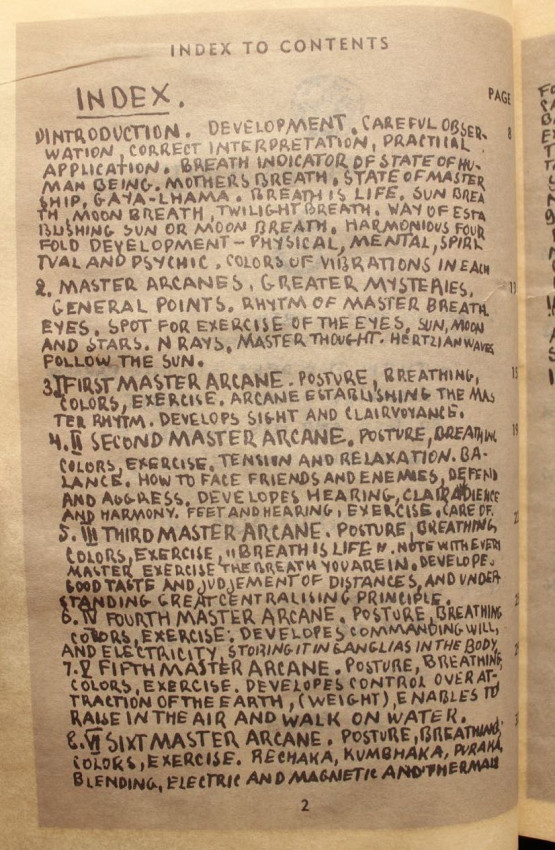 INDEX TO CONTENTS
INDEX.
PAGE
1) INTRODUCTION. DEVELOPMENT. CAREFUL OBSER- 8
WATION, CORRECT INTERPRETATION, PRACTICAL
APPLICATION. BREATH INDICATOR OF STATE OF HU-
MAN BEING. MOTHERS BREATH, STATE OF MASTER
SHIP, GAYA-LHAMA. BREATH IS LIFE. SUN BREA
TH, MOON BREATH, TWILIGHT BREATH. WAY OF ESTA
BLISHING SUN OR MOON BREATH. HARMONIOUS FOUR
FOLD DEVELOPMENT - PHYSICAL, MENTAL, SPIRI
TUAL AND PSYCHIC. COLORS OF VIBRATIONS IN EACH
2. MASTER ARCANES, GREATER MYSTERIES, 13
GENERAL POINTS. RHYTM OF MASTER BREATH.
EYES. SPOT FOR EXERCISE OF THE EYES, SUN, MOON
AND STARS. N RAYS, MASTER THOUGHT. HERTZIAN WAVES
FOLLOW THE SUN.
3. I FIRST MASTER ARCANE. POSTURE, BREATHING, 15
COLORS, EXERCISE. ARCANE ESTABLISHING THE MAS
TER RHYTM. DEVELOPS SIGHT AND CLAIRVOYANCE.
4. II SECOND MASTER ARCANE. POSTURE, BREATHIN 19
COLORS, EXERCISE. TENSION AND RELAXATION. BA-
LANCE. HOW TO FACE FRIENDS AND ENEMIES, DEFEND
AND AGGRESS. DEVELOPES HEARING, CLAIRAUDIENCE
AND HARMONY. FEET AND HEARING, EXERCISE, CARE OF.
5. III THIRD MASTER ARCANE. POSTURE, BREATHING,
COLORS, EXERCISE, "BREATH IS LIFE". NOTE WITH EVERY
MASTER EXERCISE THE BREATH YOU ARE IN. DEVELOPE.
GOOD TASTE AND JUDJEMENT OF DISTANCES, AND UNDER
STANDING GREAT CENTRALISING PRINCIPLE.
6. IV FOURTH MASTER ARCANE. POSTURE, BREATHING
COLORS, EXERCISE. DEVELOPES COMMANDING WILL,
AND ELECTRICITY, STORING IT IN GANGLIAS IN THE BODY.
7. V FIFTH MASTER ARCANE. POSTURE, BREATHING,
COLORS, EXERCISE. DEVELOPES CONTROL OVER AT-
TRACTION OF THE EARTH, (WEIGHT), ENABLES TO
RAISE IN THE AIR AND WALK ON WATER.
8. VI SIXT MASTER ARCANE. POSTURE, BREATHING,
COLORS, EXERCISE. RECHAKA, KUMBHAKA, PURAKA,
BLENDING, ELECTRIC AND MAGNETIC AND THERMAL
2